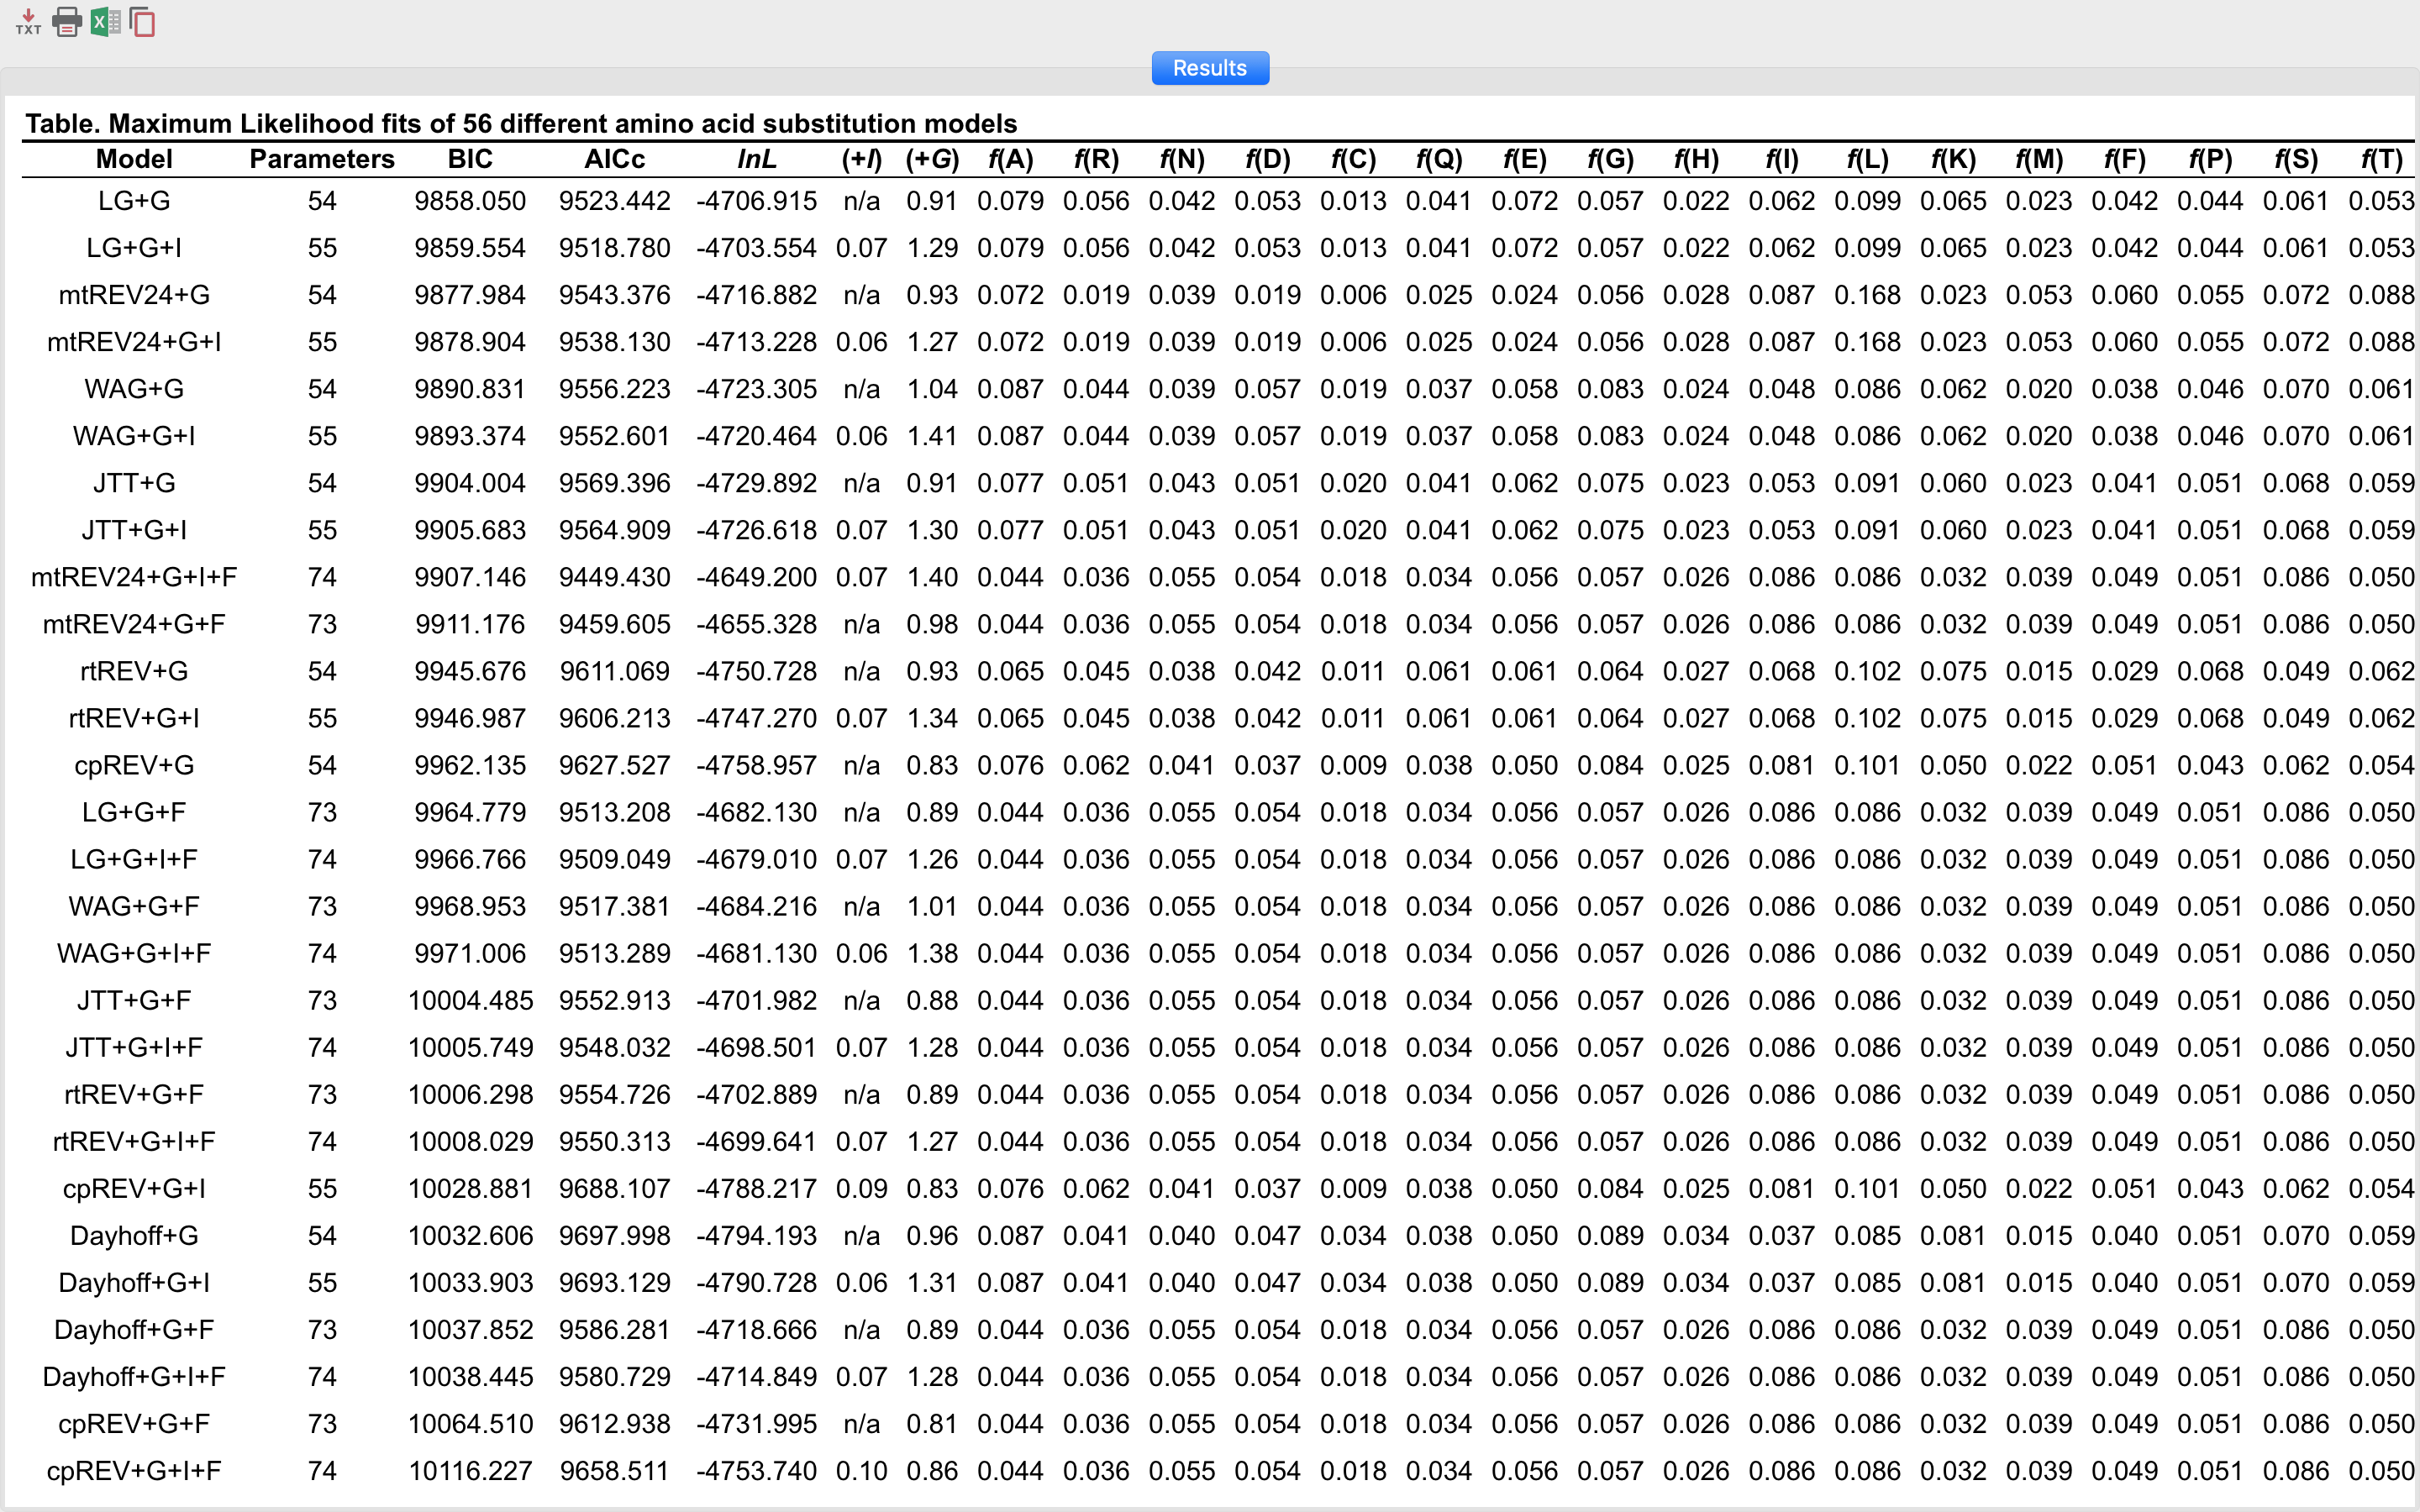 TXT
Results
Table. Maximum Likelihood fits of 56 different amino acid substitution models
Model Parameters BIC AICc lnL (+I) (+G) f(A) f(R) f(N) f(D) f(C) f(Q) f(E) f(G) f(H) f(I) f(L) f(K) f(M) f(F) f(P) f(S) f(T)
LG+G 54 9858.050 9523.442 -4706.915 n/a 0.91 0.079 0.056 0.042 0.053 0.013 0.041 0.072 0.057 0.022 0.062 0.099 0.065 0.023 0.042 0.044 0.061 0.053
LG+G+I 55 9859.554 9518.780 -4703.554 0.07 1.29 0.079 0.056 0.042 0.053 0.013 0.041 0.072 0.057 0.022 0.062 0.099 0.065 0.023 0.042 0.044 0.061 0.053
mtREV24+G 54 9877.984 9543.376 -4716.882 n/a 0.93 0.072 0.019 0.039 0.019 0.006 0.025 0.024 0.056 0.028 0.087 0.168 0.023 0.053 0.060 0.055 0.072 0.088
mtREV24+G+I 55 9878.904 9538.130 -4713.228 0.06 1.27 0.072 0.019 0.039 0.019 0.006 0.025 0.024 0.056 0.028 0.087 0.168 0.023 0.053 0.060 0.055 0.072 0.088
WAG+G 54 9890.831 9556.223 -4723.305 n/a 1.04 0.087 0.044 0.039 0.057 0.019 0.037 0.058 0.083 0.024 0.048 0.086 0.062 0.020 0.038 0.046 0.070 0.061
WAG+G+I 55 9893.374 9552.601 -4720.464 0.06 1.41 0.087 0.044 0.039 0.057 0.019 0.037 0.058 0.083 0.024 0.048 0.086 0.062 0.020 0.038 0.046 0.070 0.061
JTT+G 54 9904.004 9569.396 -4729.892 n/a 0.91 0.077 0.051 0.043 0.051 0.020 0.041 0.062 0.075 0.023 0.053 0.091 0.060 0.023 0.041 0.051 0.068 0.059
JTT+G+I 55 9905.683 9564.909 -4726.618 0.07 1.30 0.077 0.051 0.043 0.051 0.020 0.041 0.062 0.075 0.023 0.053 0.091 0.060 0.023 0.041 0.051 0.068 0.059
mtREV24+G+I+F 74 9907.146 9449.430 -4649.200 0.07 1.40 0.044 0.036 0.055 0.054 0.018 0.034 0.056 0.057 0.026 0.086 0.086 0.032 0.039 0.049 0.051 0.086 0.050
mtREV24+G+F 73 9911.176 9459.605 -4655.328 n/a 0.98 0.044 0.036 0.055 0.054 0.018 0.034 0.056 0.057 0.026 0.086 0.086 0.032 0.039 0.049 0.051 0.086 0.050
rtREV+G 54 9945.676 9611.069 -4750.728 n/a 0.93 0.065 0.045 0.038 0.042 0.011 0.061 0.061 0.064 0.027 0.068 0.102 0.075 0.015 0.029 0.068 0.049 0.062
rtREV+G+I 55 9946.987 9606.213 -4747.270 0.07 1.34 0.065 0.045 0.038 0.042 0.011 0.061 0.061 0.064 0.027 0.068 0.102 0.075 0.015 0.029 0.068 0.049 0.062
cpREV+G 54 9962.135 9627.527 -4758.957 n/a 0.83 0.076 0.062 0.041 0.037 0.009 0.038 0.050 0.084 0.025 0.081 0.101 0.050 0.022 0.051 0.043 0.062 0.054
LG+G+F 73 9964.779 9513.208 -4682.130 n/a 0.89 0.044 0.036 0.055 0.054 0.018 0.034 0.056 0.057 0.026 0.086 0.086 0.032 0.039 0.049 0.051 0.086 0.050
LG+G+I+F 74 9966.766 9509.049 -4679.010 0.07 1.26 0.044 0.036 0.055 0.054 0.018 0.034 0.056 0.057 0.026 0.086 0.086 0.032 0.039 0.049 0.051 0.086 0.050
WAG+G+F 73 9968.953 9517.381 -4684.216 n/a 1.01 0.044 0.036 0.055 0.054 0.018 0.034 0.056 0.057 0.026 0.086 0.086 0.032 0.039 0.049 0.051 0.086 0.050
WAG+G+I+F 74 9971.006 9513.289 -4681.130 0.06 1.38 0.044 0.036 0.055 0.054 0.018 0.034 0.056 0.057 0.026 0.086 0.086 0.032 0.039 0.049 0.051 0.086 0.050
JTT+G+F 73 10004.485 9552.913 -4701.982 n/a 0.88 0.044 0.036 0.055 0.054 0.018 0.034 0.056 0.057 0.026 0.086 0.086 0.032 0.039 0.049 0.051 0.086 0.050
JTT+G+I+F 74 10005.749 9548.032 -4698.501 0.07 1.28 0.044 0.036 0.055 0.054 0.018 0.034 0.056 0.057 0.026 0.086 0.086 0.032 0.039 0.049 0.051 0.086 0.050
rtREV+G+F 73 10006.298 9554.726 -4702.889 n/a 0.89 0.044 0.036 0.055 0.054 0.018 0.034 0.056 0.057 0.026 0.086 0.086 0.032 0.039 0.049 0.051 0.086 0.050
rtREV+G+I+F 74 10008.029 9550.313 -4699.641 0.07 1.27 0.044 0.036 0.055 0.054 0.018 0.034 0.056 0.057 0.026 0.086 0.086 0.032 0.039 0.049 0.051 0.086 0.050
cpREV+G+I 55 10028.881 9688.107 -4788.217 0.09 0.83 0.076 0.062 0.041 0.037 0.009 0.038 0.050 0.084 0.025 0.081 0.101 0.050 0.022 0.051 0.043 0.062 0.054
Dayhoff+G 54 10032.606 9697.998 -4794.193 n/a 0.96 0.087 0.041 0.040 0.047 0.034 0.038 0.050 0.089 0.034 0.037 0.085 0.081 0.015 0.040 0.051 0.070 0.059
Dayhoff+G+I 55 10033.903 9693.129 -4790.728 0.06 1.31 0.087 0.041 0.040 0.047 0.034 0.038 0.050 0.089 0.034 0.037 0.085 0.081 0.015 0.040 0.051 0.070 0.059
Dayhoff+G+F 73 10037.852 9586.281 -4718.666 n/a 0.89 0.044 0.036 0.055 0.054 0.018 0.034 0.056 0.057 0.026 0.086 0.086 0.032 0.039 0.049 0.051 0.086 0.050
Dayhoff+G+I+F 74 10038.445 9580.729 -4714.849 0.07 1.28 0.044 0.036 0.055 0.054 0.018 0.034 0.056 0.057 0.026 0.086 0.086 0.032 0.039 0.049 0.051 0.086 0.050
cpREV+G+F 73 10064.510 9612.938 -4731.995 n/a 0.81 0.044 0.036 0.055 0.054 0.018 0.034 0.056 0.057 0.026 0.086 0.086 0.032 0.039 0.049 0.051 0.086 0.050
cpREV+G+I+F 74 10116.227 9658.511 -4753.740 0.10 0.86 0.044 0.036 0.055 0.054 0.018 0.034 0.056 0.057 0.026 0.086 0.086 0.032 0.039 0.049 0.051 0.086 0.050